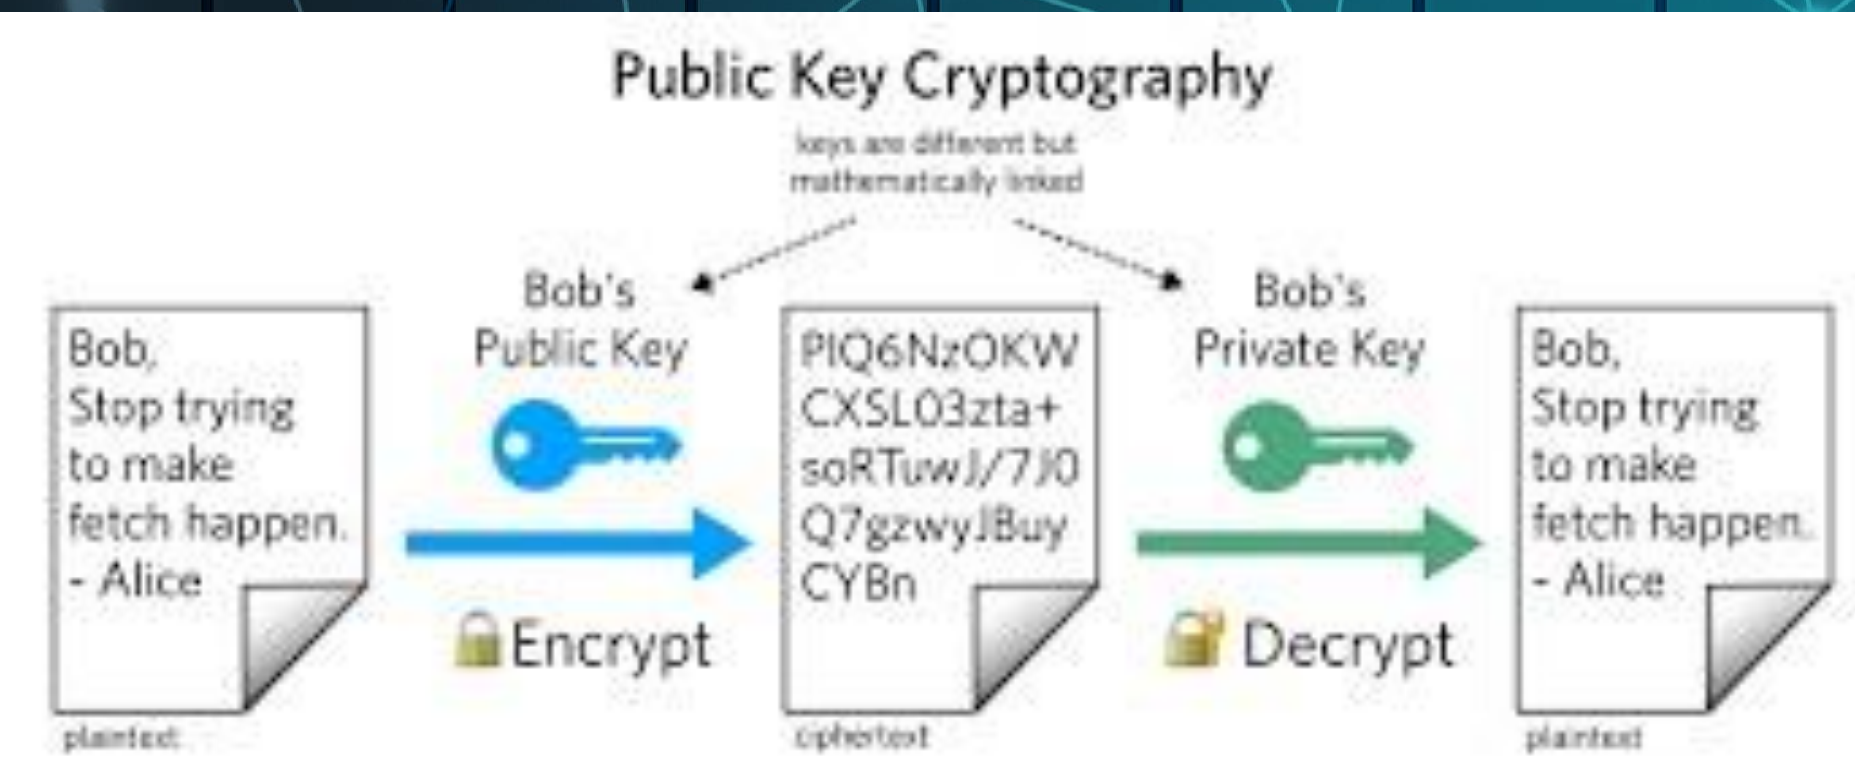 Public Key Cryptography
keys are different but
mathematically linked
Bob,
Stop trying
to make
fetch happen.
- Alice
plaintext
Bob's
Public Key
Encrypt
PIQ6NzOKW
CXSLO3zta+
soRTuwJ/7J0
Q7gzwyJBuy
CYBn
ciphertext
Bob's
Private Key
Decrypt
Bob,
Stop trying
to make
fetch happen.
- Alice
plaintext